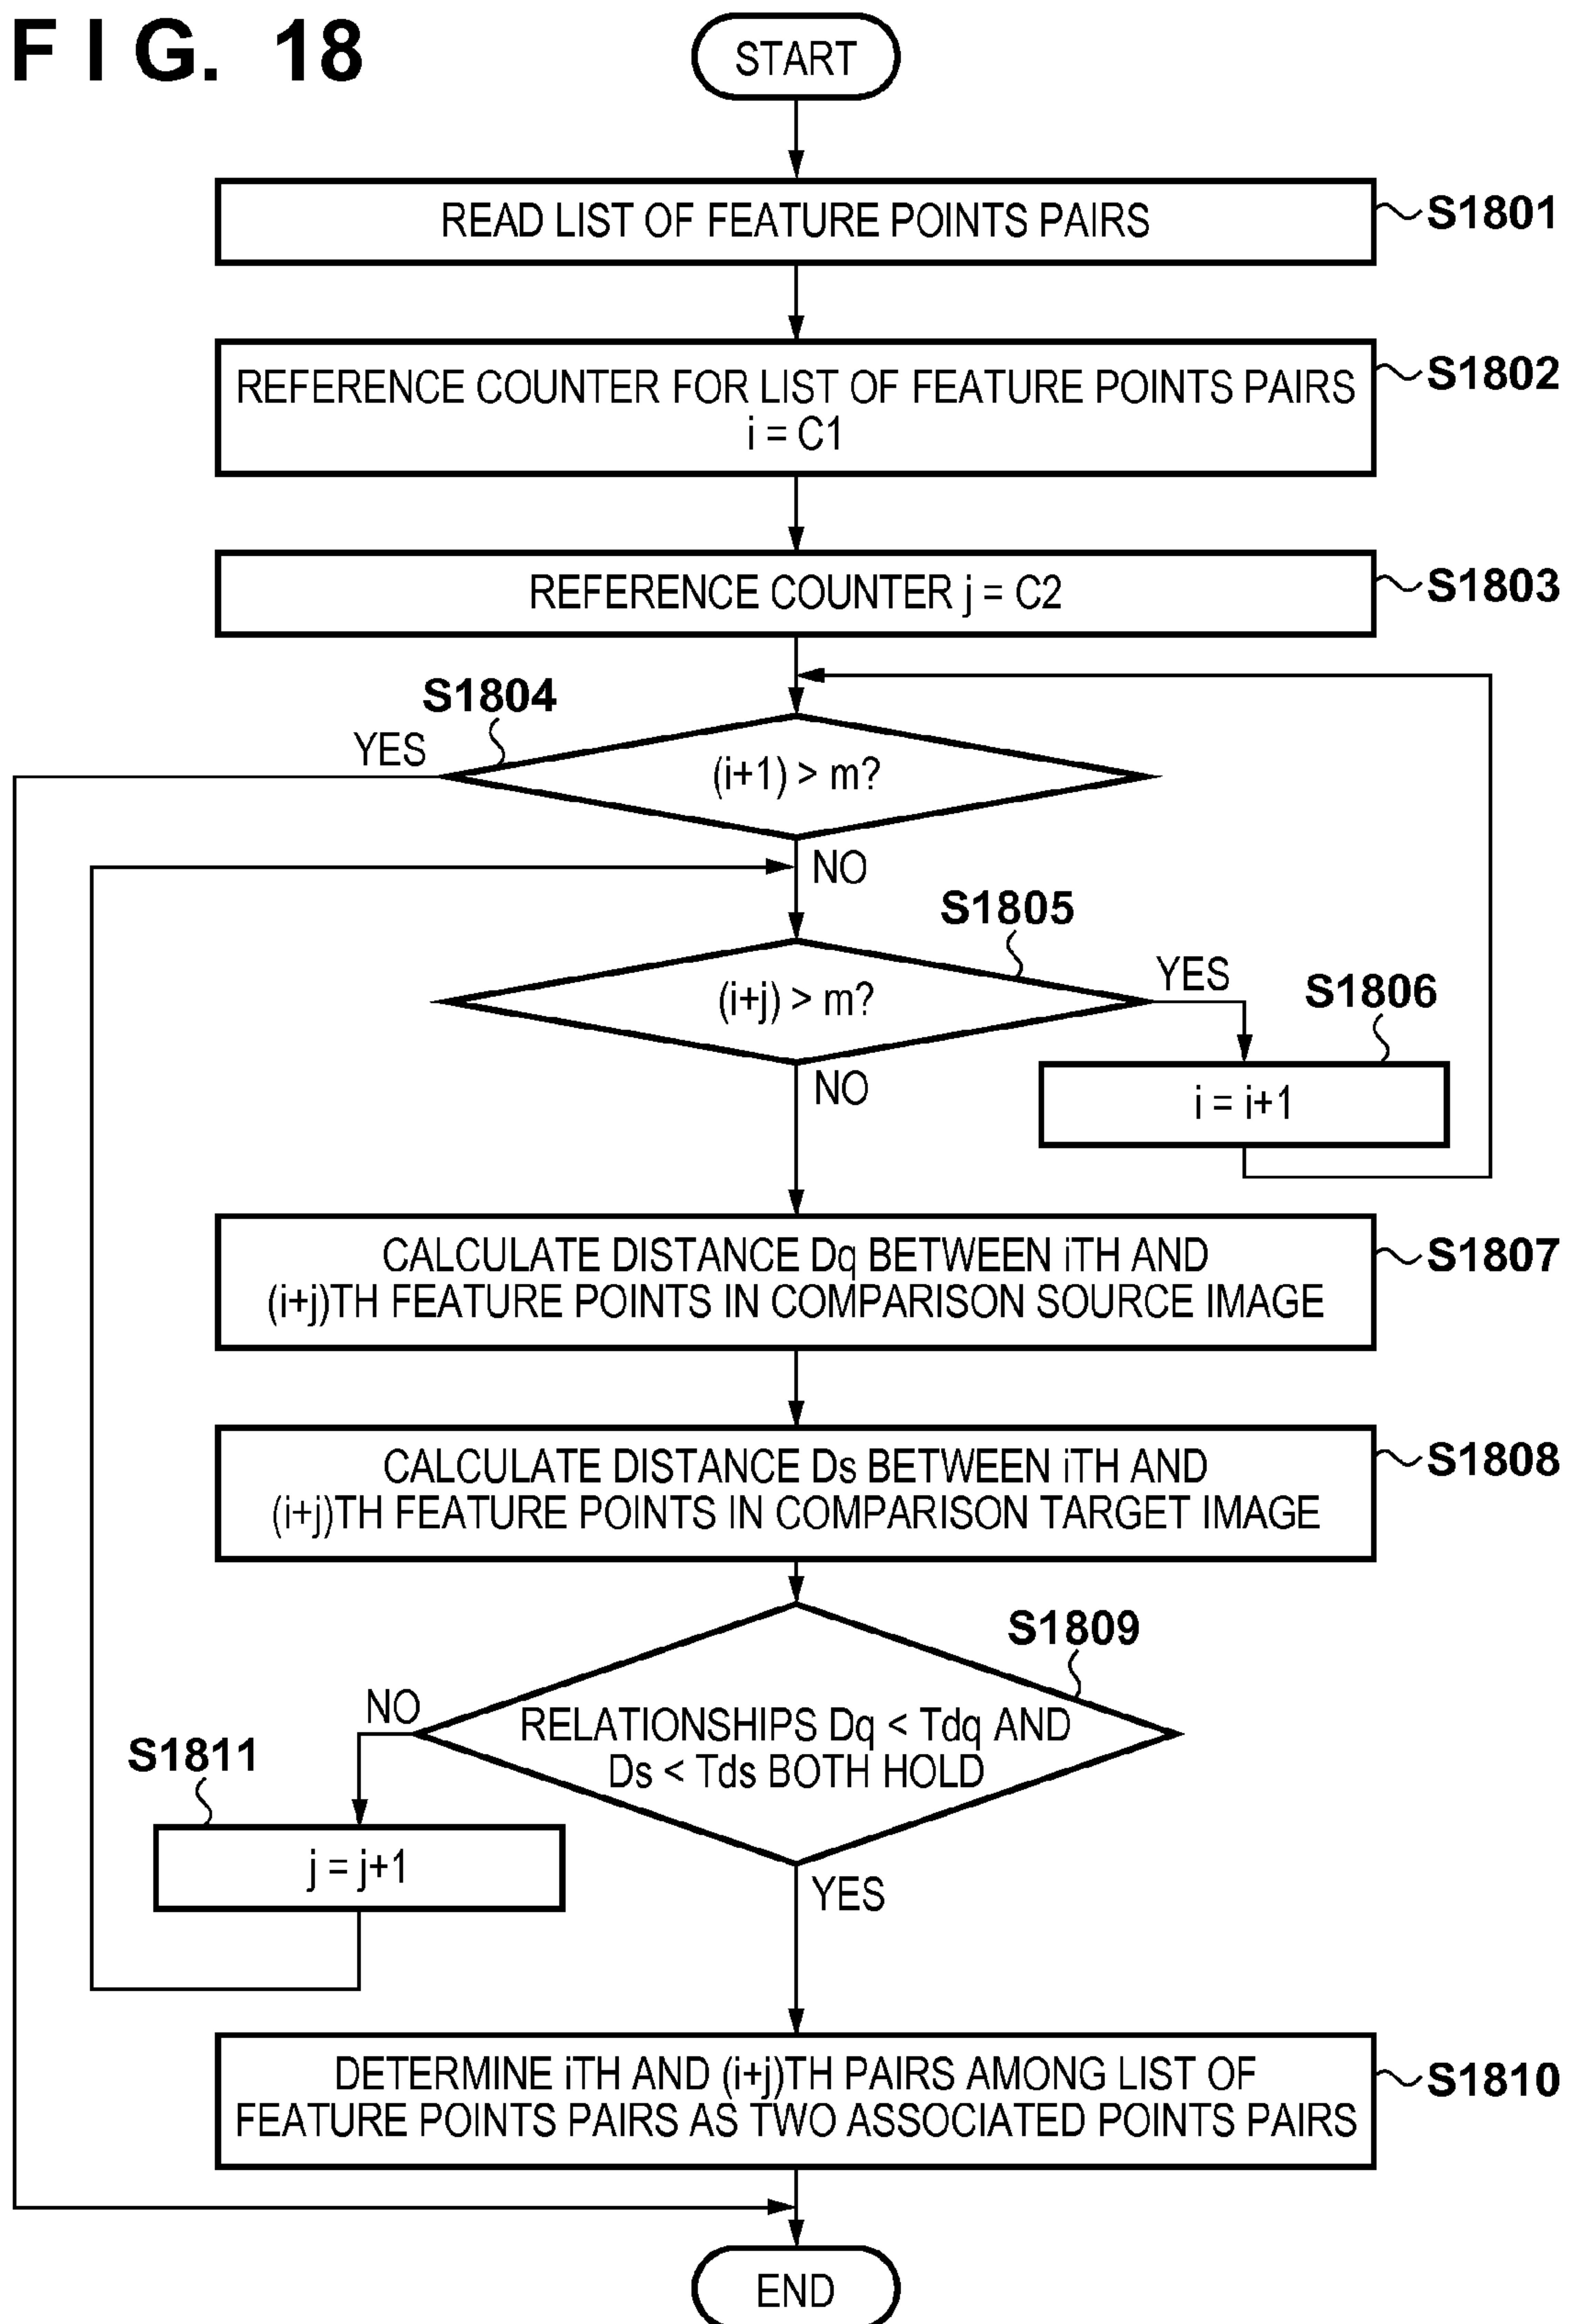 FIG. 18
START
READ LIST OF FEATURE POINTS PAIRS
S1801
REFERENCE COUNTER FOR LIST OF FEATURE POINTS PAIRS
i = C1
S1802
REFERENCE COUNTER j = C2
S1803
S1804
YES
(i+1) > m?
NO
S1805
(i+j) > m?
YES
S1806
NO
i = i+1
CALCULATE DISTANCE Dq BETWEEN iTH AND
(i+j)TH FEATURE POINTS IN COMPARISON SOURCE IMAGE
S1807
CALCULATE DISTANCE Ds BETWEEN iTH AND
(i+j)TH FEATURE POINTS IN COMPARISON TARGET IMAGE
S1808
S1809
NO
RELATIONSHIPS Dq < Tdq AND
Ds < Tds BOTH HOLD
S1811
j = j+1
YES
DETERMINE iTH AND (i+j)TH PAIRS AMONG LIST OF
FEATURE POINTS PAIRS AS TWO ASSOCIATED POINTS PAIRS
S1810
END